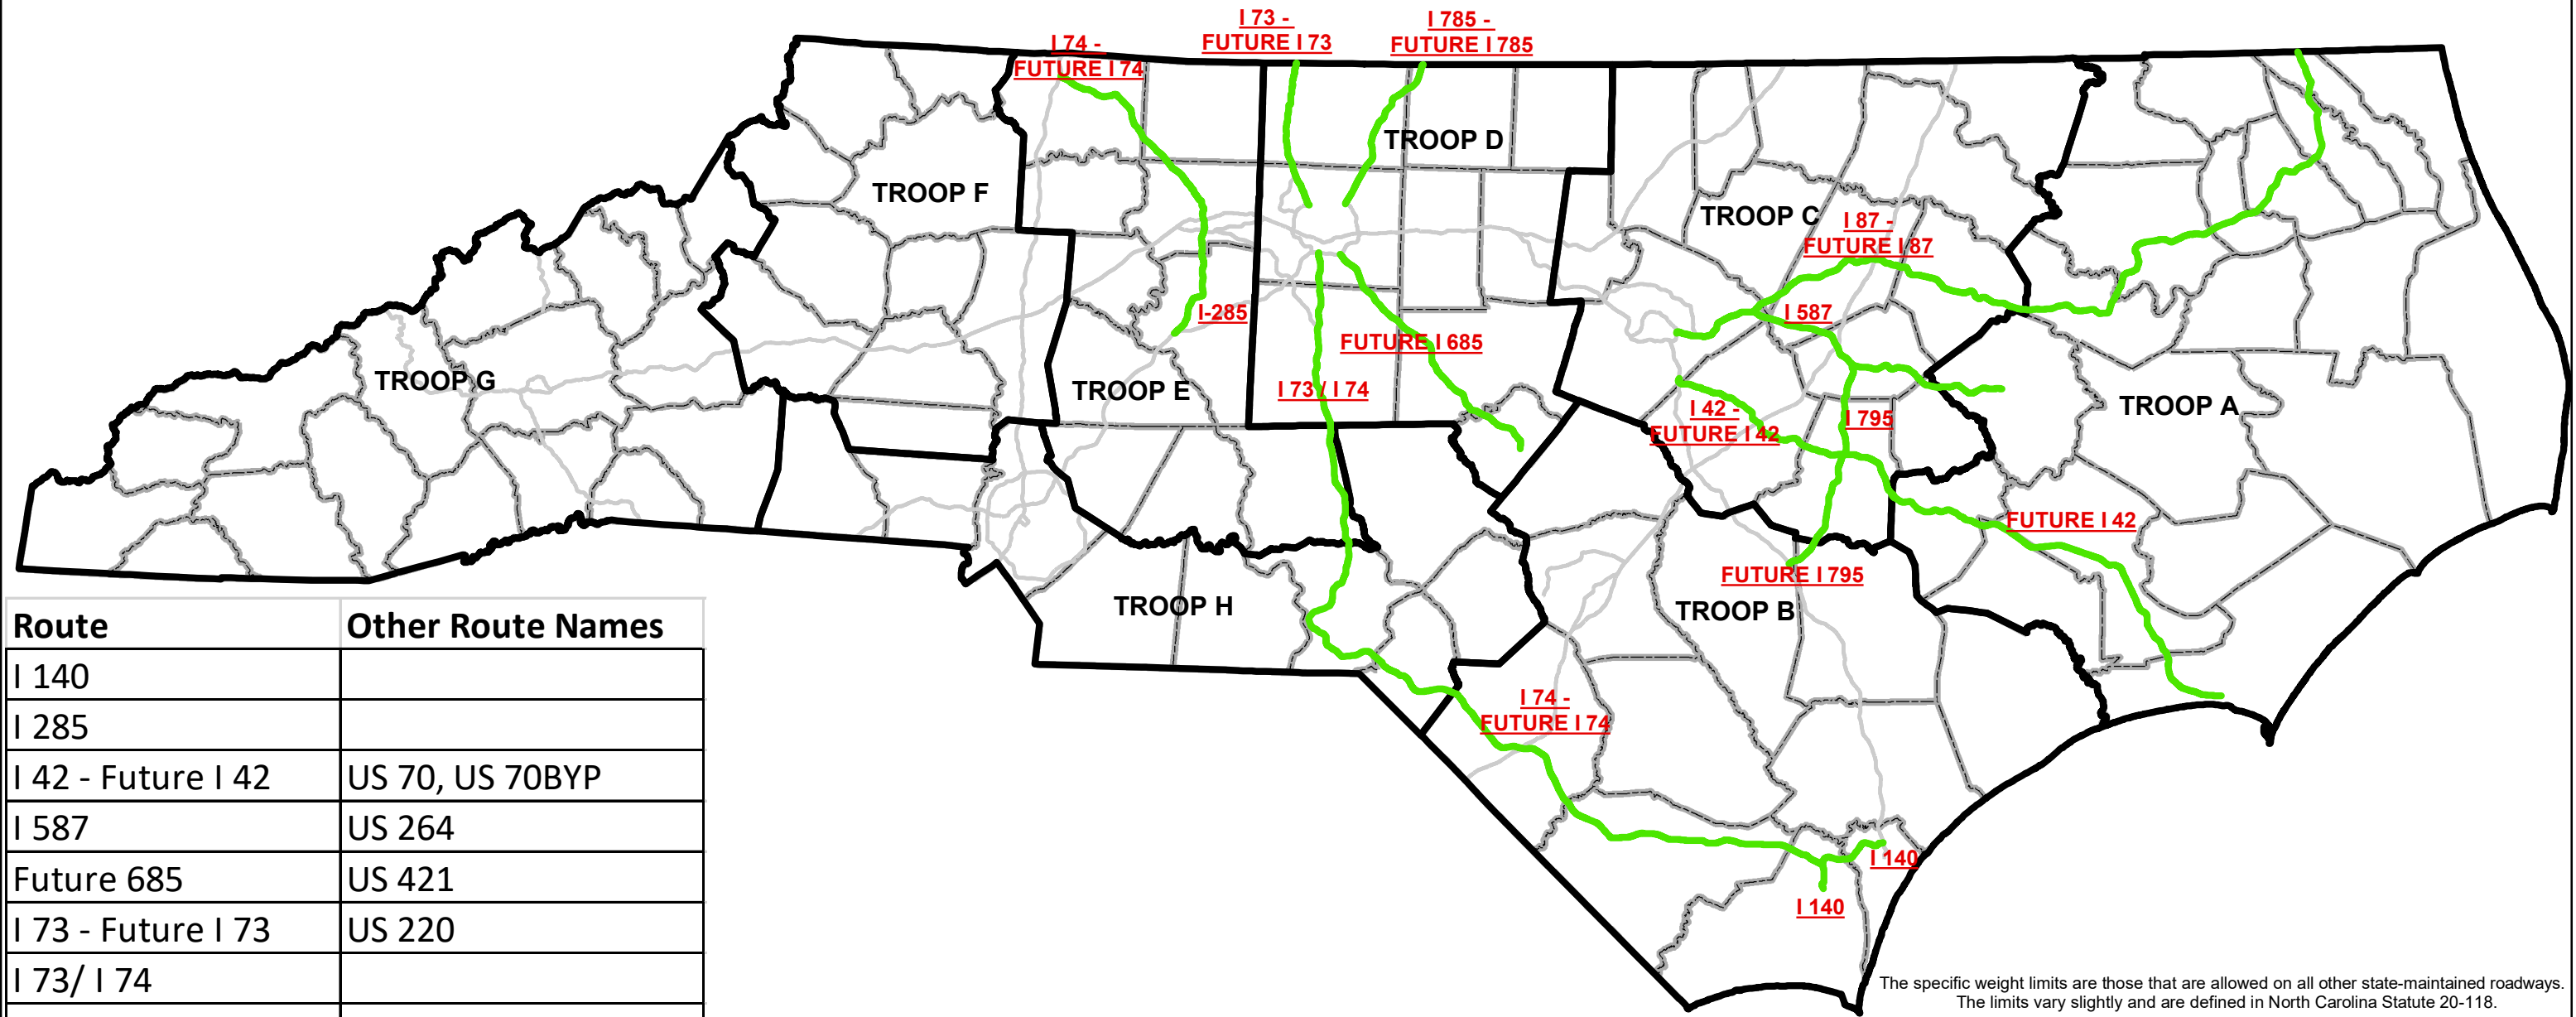 I 73 -
FUTURE I 73
I 785 -
FUTURE I 785
I 74 -
FUTURE I 74
TROOP D
TROOP F
TROOP C
I 87 -
FUTURE I 87
I-285
I 587
FUTURE I 685
TROOP G
TROOP E
I 73 / I 74
I 42 -
FUTURE I 42
I 795
TROOP A
FUTURE I 42
FUTURE I 795
TROOP H
TROOP B
I 74 -
FUTURE I 74
I 140
I 140
Route Other Route Names
I 140
I 285
I 42 - Future I 42 US 70, US 70BYP
I 587 US 264
Future 685 US 421
I 73 - Future I 73 US 220
I 73/ I 74
The specific weight limits are those that are allowed on all other state-maintained roadways.
The limits vary slightly and are defined in North Carolina Statute 20-118.